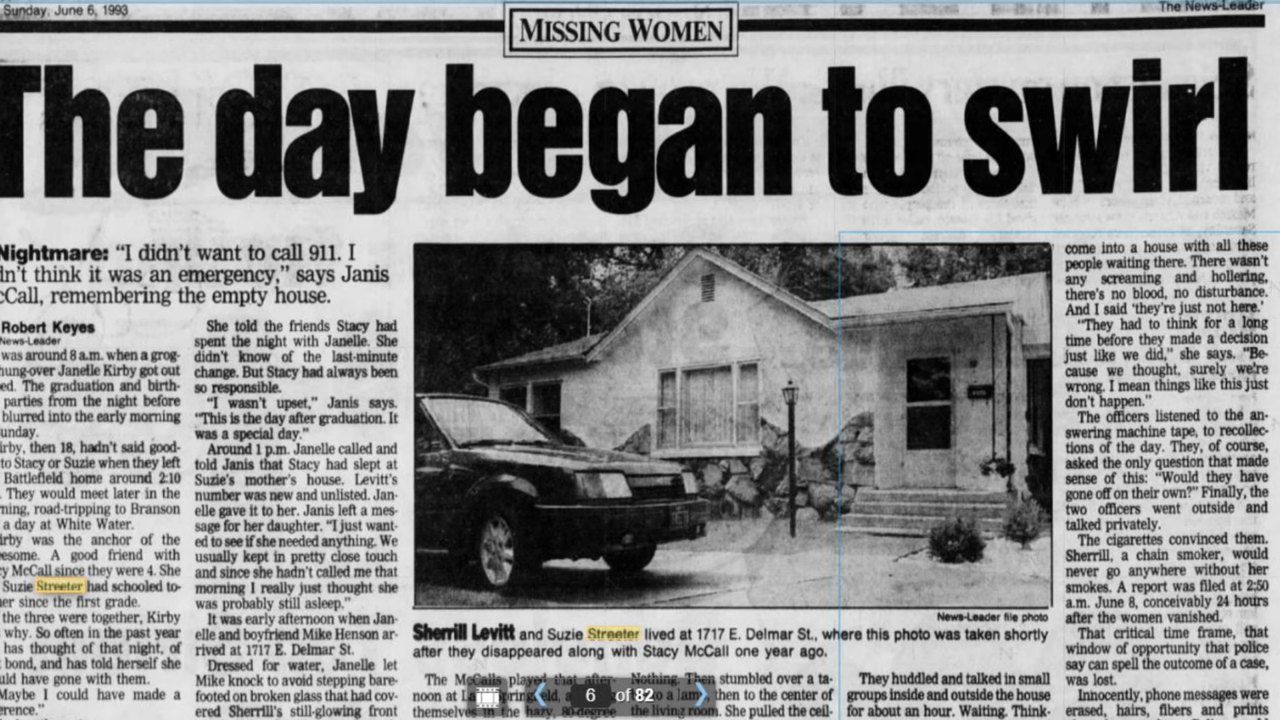 Sunday, June 6, 1993
The News-Leader
MISSING WOMEN
The day began to swirl
Nightmare: “I didn’t want to call 911. I
dn’t think it was an emergency,” says Janis
cCall, remembering the empty house.
Robert Keyes
News-Leader
was around 8 a.m. when a grog-
hung-over Janelle Kirby got out
ed. The graduation and birth-
parties from the night before
blurred into the early morning
unday.
irby, then 18, hadn’t said good-
to Stacy or Suzie when they left
Battlefield home around 2:10
. They would meet later in the
ning, road-tripping to Branson
a day at White Water.
irby was the anchor of the
esome. A good friend with
cy McCall since they were 4. She
Suzie Streeter had schooled to-
er since the first grade.
the three were together, Kirby
why. So often in the past year
has thought of that night, of
bond, and has told herself she
uld have gone with them.
Maybe I could have made a
erence.”
She told the friends Stacy had
spent the night with Janelle. She
didn’t know of the last-minute
change. But Stacy had always been
so responsible.
“I wasn’t upset,” Janis says.
“This is the day after graduation. It
was a special day.”
Around 1 p.m. Janelle called and
told Janis that Stacy had slept at
Suzie’s mother’s house. Levitt’s
number was new and unlisted. Jan-
elle gave it to her. Janis left a mes-
sage for her daughter. “I just want-
ed to see if she needed anything. We
usually kept in pretty close touch
and since she hadn’t called me that
morning I really just thought she
was probably still asleep.”
It was early afternoon when Jan-
elle and boyfriend Mike Henson ar-
rived at 1717 E. Delmar St.
Dressed for water, Janelle let
Mike knock to avoid stepping bare-
footed on broken glass that had cov-
ered Sherrill’s still-glowing front
News-Leader file photo
Sherrill Levitt and Suzie Streeter lived at 1717 E. Delmar St., where this photo was taken shortly
after they disappeared along with Stacy McCall one year ago.
The McCalls played that after-
noon at La
themselves in the hazy, 80-degree
Nothing. Then stumbled over a ta-
to a lamp, then to the center of
the living room. She pulled the ceil-
They huddled and talked in small
groups inside and outside the house
for about an hour. Waiting. Think-
come into a house with all these
people waiting there. There wasn’t
any screaming and hollering,
there’s no blood, no disturbance.
And I said ‘they’re just not here.’
“They had to think for a long
time before they made a decision
just like we did,” she says. “Be-
cause we thought, surely we’re
wrong. I mean things like this just
don’t happen.”
The officers listened to the an-
swering machine tape, to recollec-
tions of the day. They, of course,
asked the only question that made
sense of this: “Would they have
gone off on their own?” Finally, the
two officers went outside and
talked privately.
The cigarettes convinced them.
Sherrill, a chain smoker, would
never go anywhere without her
smokes. A report was filed at 2:50
a.m. June 8, conceivably 24 hours
after the women vanished.
That critical time frame, that
window of opportunity that police
say can spell the outcome of a case,
was lost.
Innocently, phone messages were
erased, hairs, fibers and prints
6 of 82